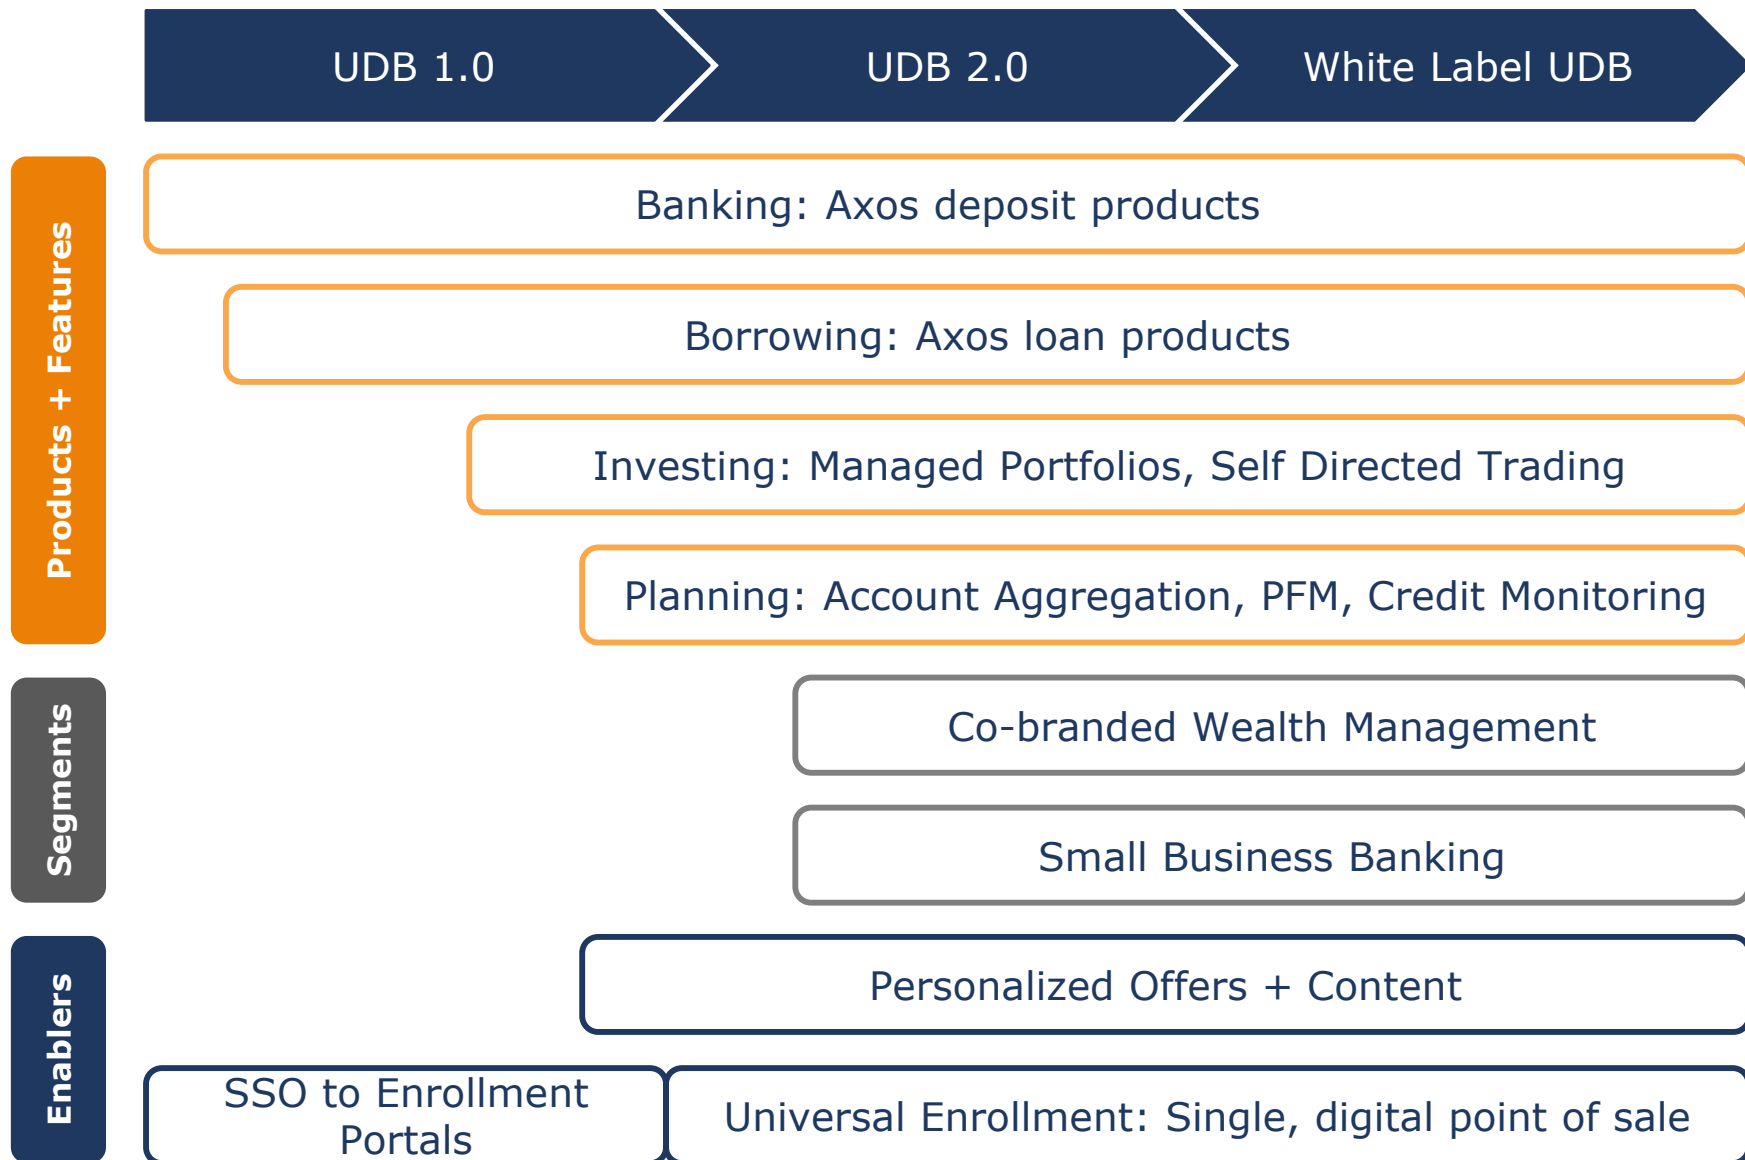 UDB 1.0
UDB 2.0
White Label UDB
Products + Features
Banking: Axos deposit products
Borrowing: Axos loan products
Investing: Managed Portfolios, Self Directed Trading
Planning: Account Aggregation, PFM, Credit Monitoring
Segments
Co-branded Wealth Management
Small Business Banking
Enablers
Personalized Offers + Content
SSO to Enrollment
Portals
Universal Enrollment: Single, digital point of sale